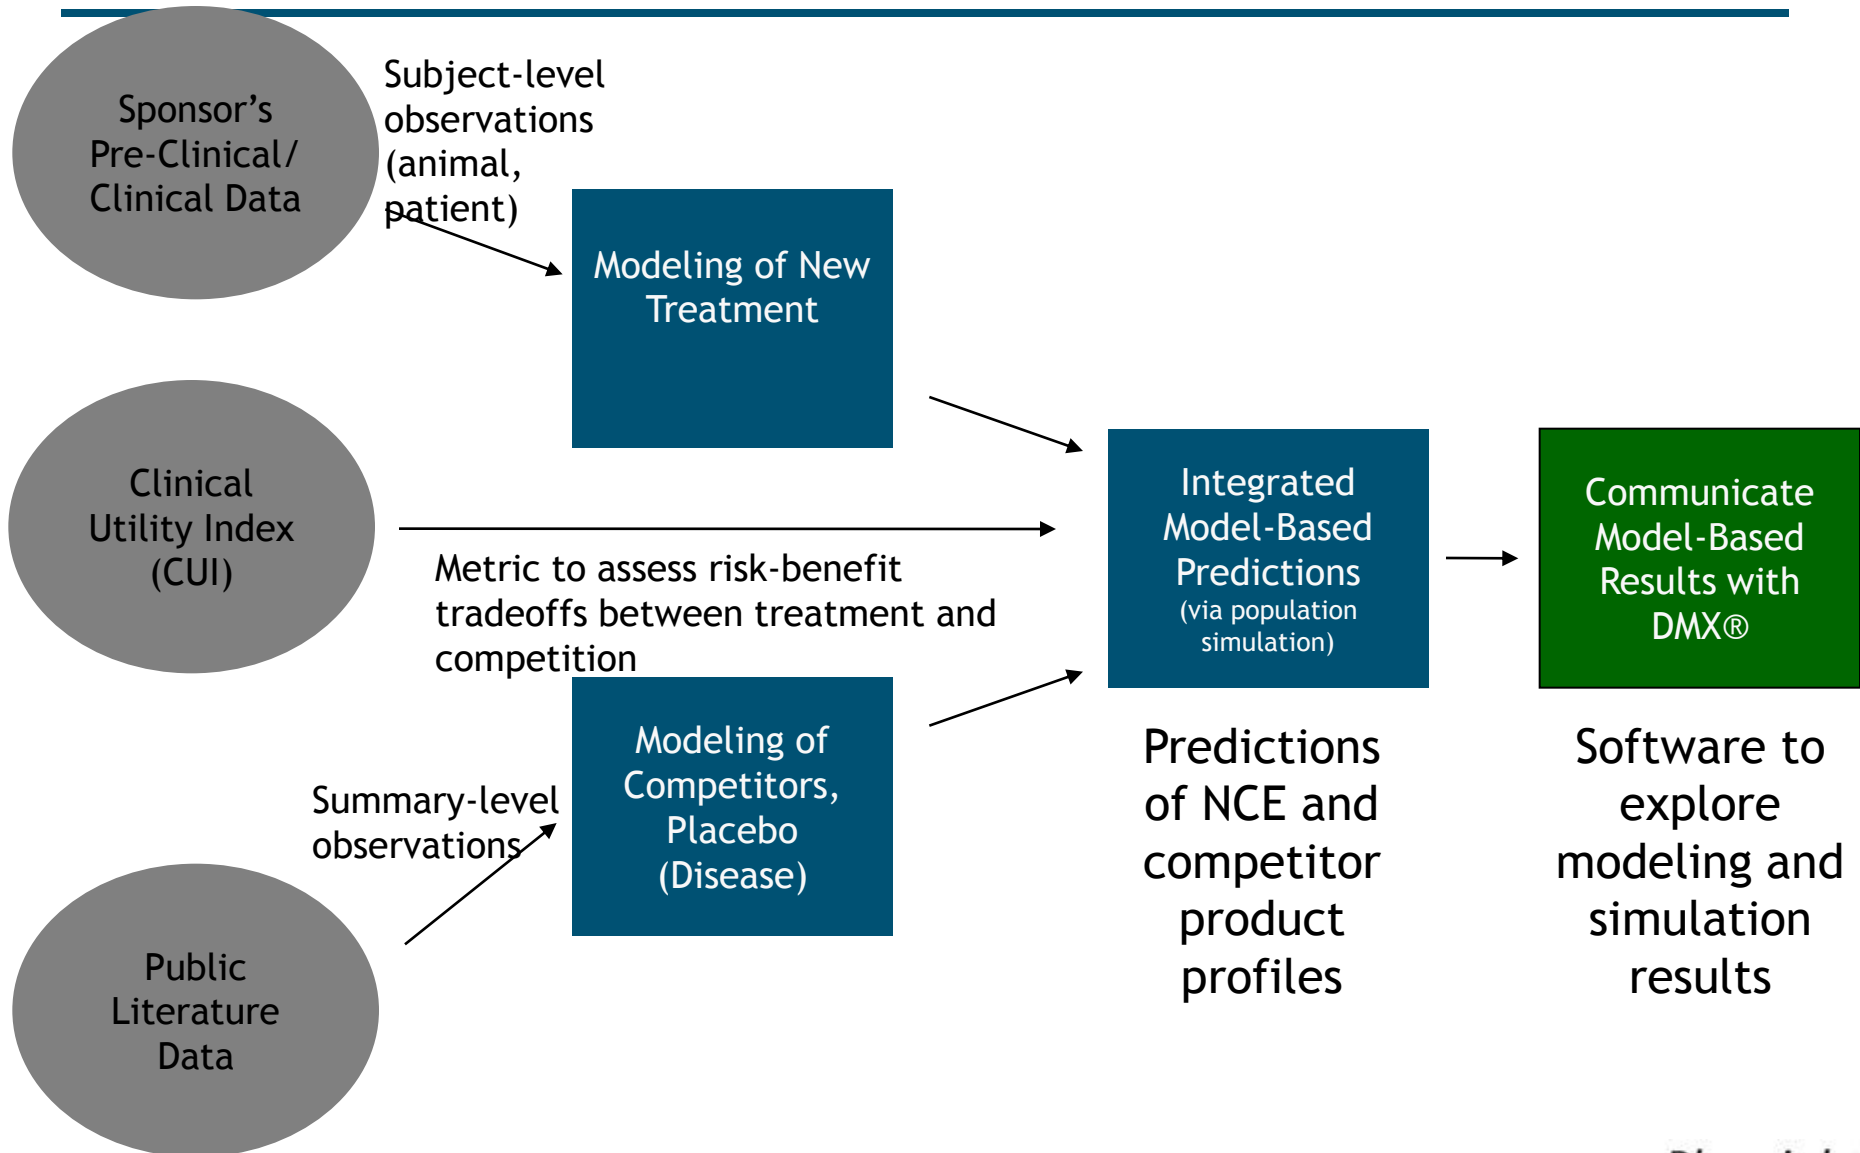 Sponsor’s
Pre-Clinical/
Clinical Data
Subject-level
observations
(animal,
patient)
Modeling of New
Treatment
Clinical
Utility Index
(CUI)
Metric to assess risk-benefit
tradeoffs between treatment and
competition
Integrated
Model-Based
Predictions
(via population
simulation)
Communicate
Model-Based
Results with
DMX®
Summary-level
observations
Modeling of
Competitors,
Placebo
(Disease)
Predictions
of NCE and
competitor
product
profiles
Software to
explore
modeling and
simulation
results
Public
Literature
Data